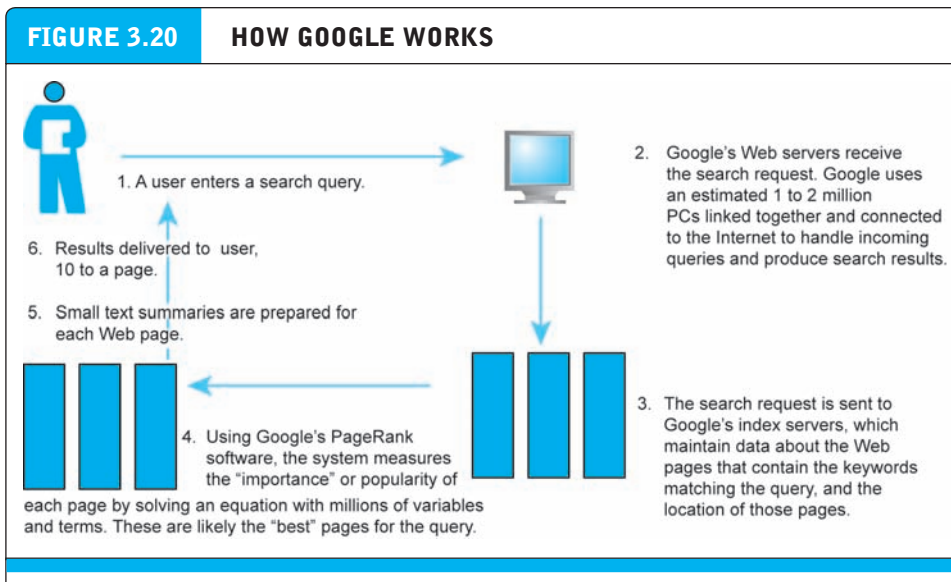 FIGURE 3.20 HOW GOOGLE WORKS
1. A user enters a search query.
2. Google's Web servers receive
the search request. Google uses
an estimated 1 to 2 million
PCs linked together and connected
to the Internet to handle incoming
queries and produce search results.
3. The search request is sent to
Google's index servers, which
maintain data about the Web
pages that contain the keywords
matching the query, and the
location of those pages.
4. Using Google's PageRank
software, the system measures
the “importance” or popularity of
each page by solving an equation with millions of variables
and terms. These are likely the “best” pages for the query.
5. Small text summaries are prepared for
each Web page.
6. Results delivered to user,
10 to a page.